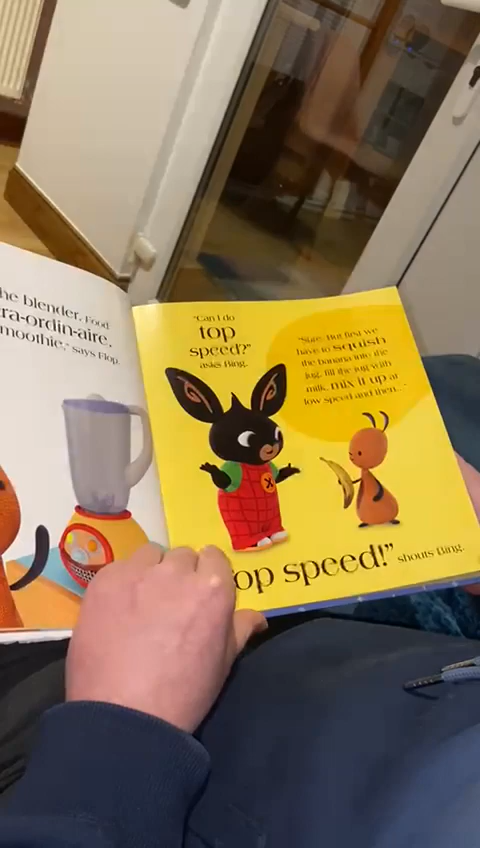 he blender. Food
ra-ordin-aire.
moothie," says Flop.
"Can I do
top
speed?"
asks Bing.
"Sure. But first we
have to squish
the banana into the
jug, fill the jug with
milk, mix it up at
low speed and then..."
op speed!" shouts Bing.